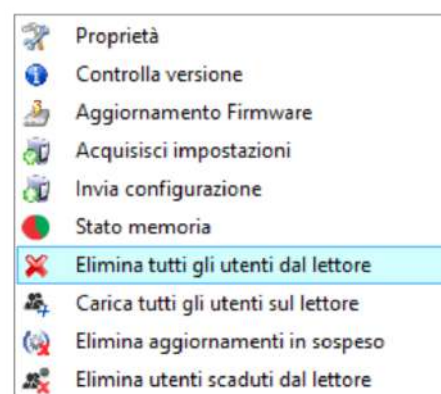 Proprietà
Controlla versione
Aggiornamento Firmware
Acquisisci impostazioni
Invia configurazione
Stato memoria
Elimina tutti gli utenti dal lettore
Carica tutti gli utenti sul lettore
Elimina aggiornamenti in sospeso
Elimina utenti scaduti dal lettore